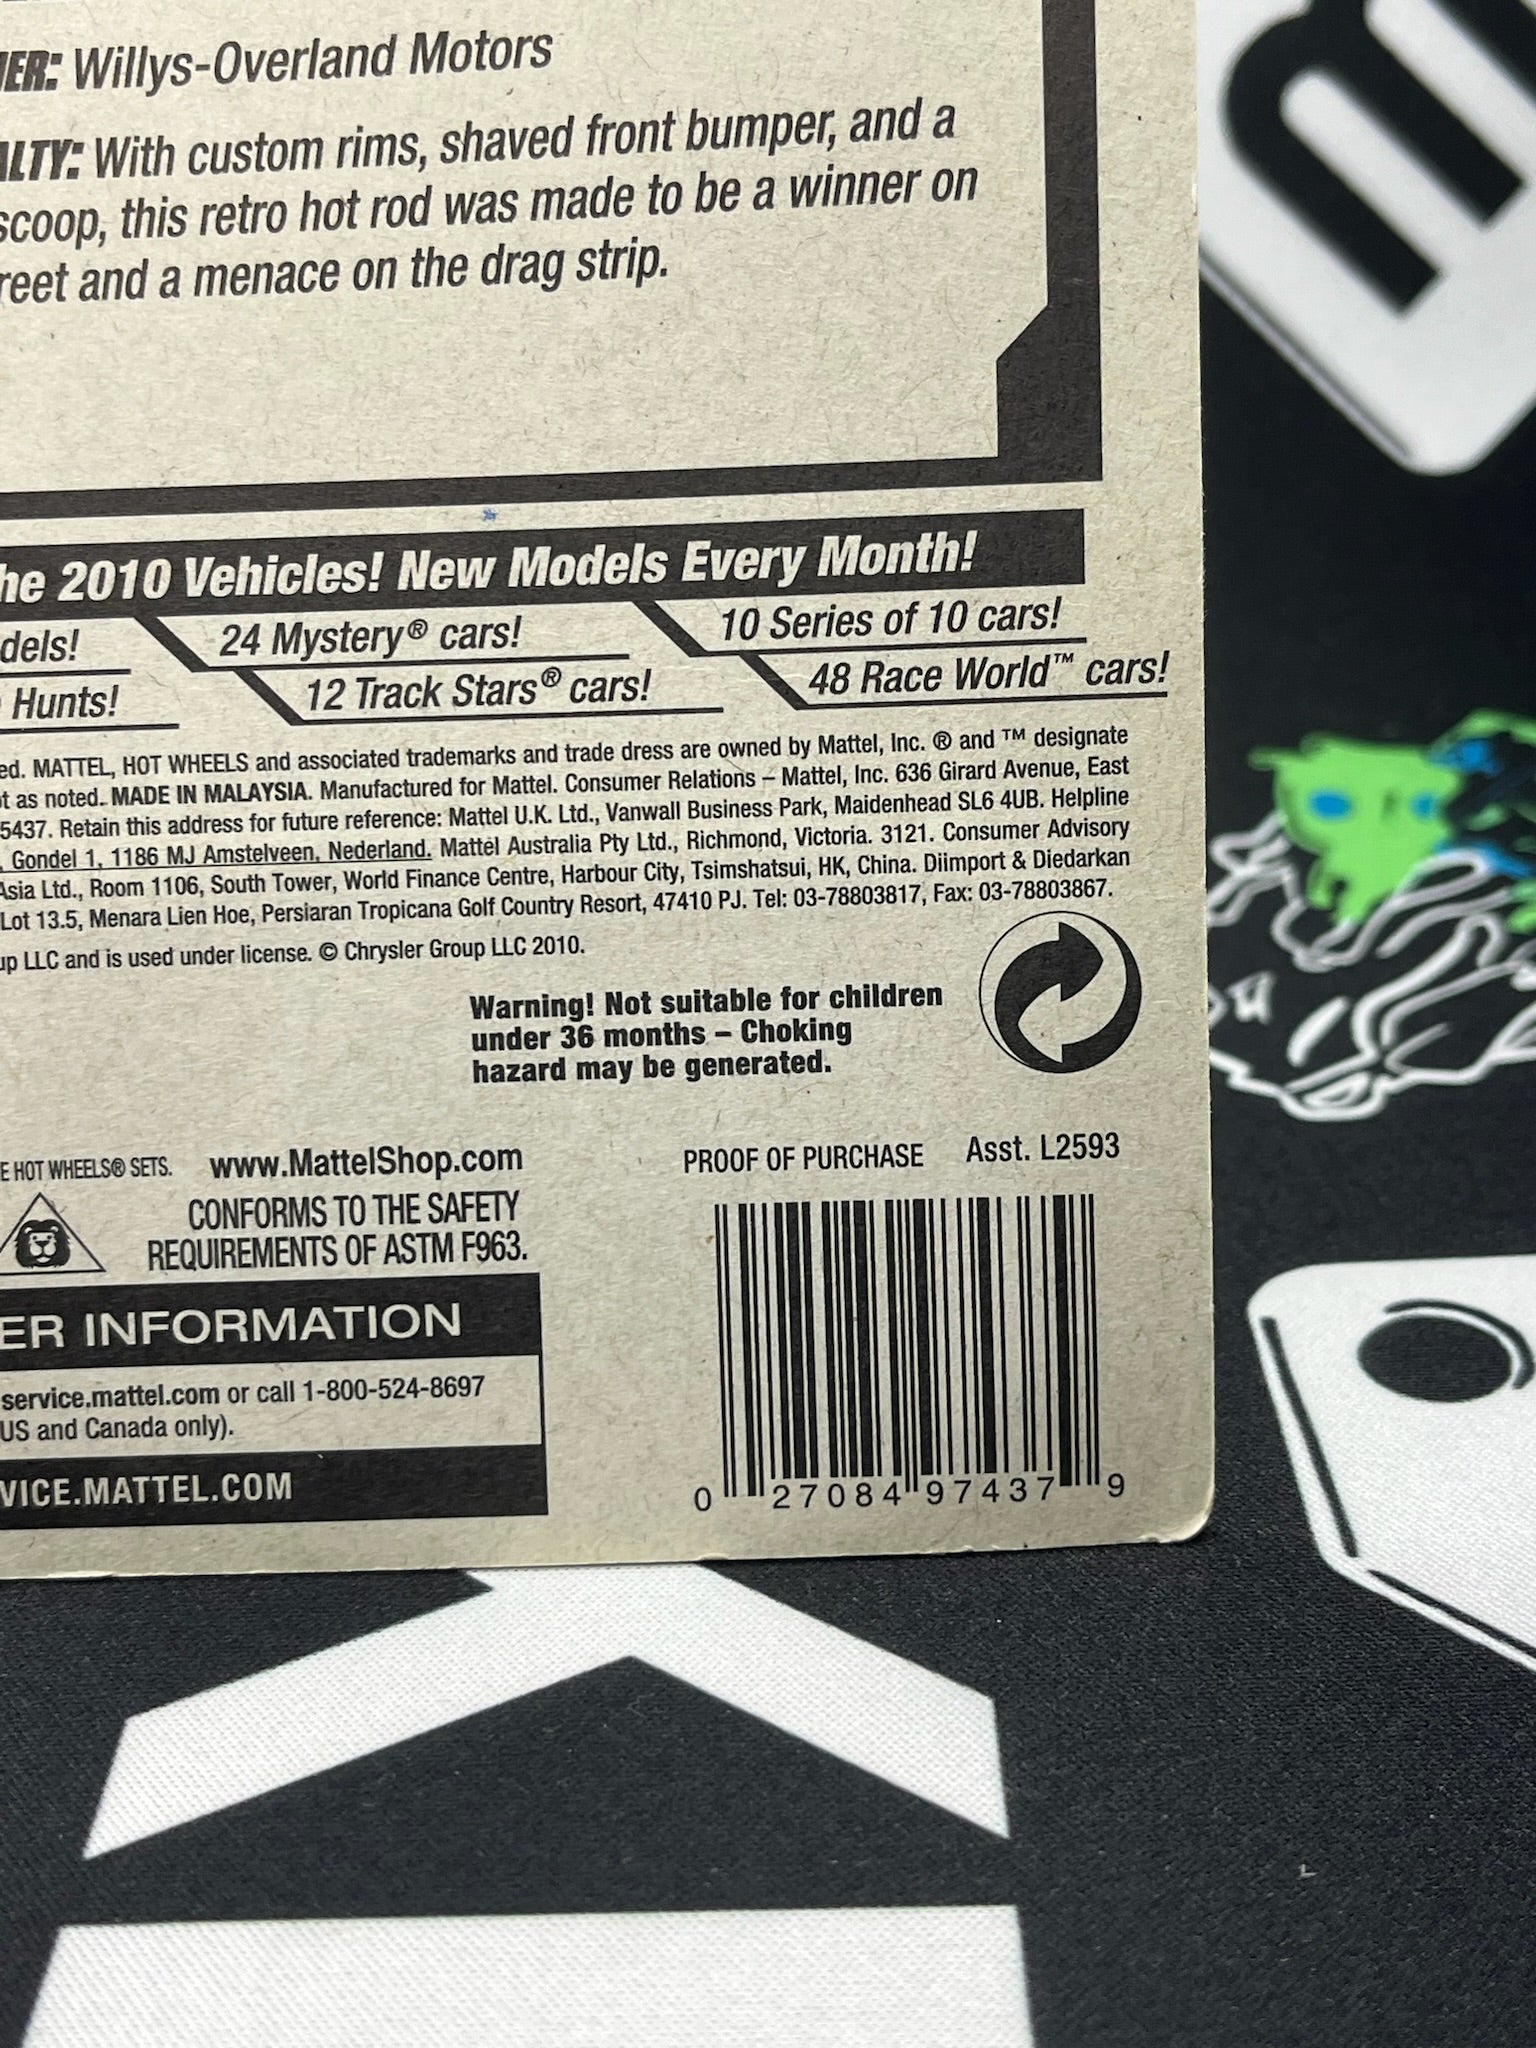 Willys-Overland Motors
With custom rims, shaved front bumper, and a
scoop, this retro hot rod was made to be a winner on
and a menace on the drag strip.
2010 Vehicles! New Models Every Month!
24 Mystery® cars!
10 Series of 10 cars!
Hunts!
12 Track Stars® cars!
48 Race World™ cars!
MATTEL, HOT WHEELS and associated trademarks and trade dress are owned by Mattel, Inc. ® and ™ designate
as noted. MADE IN MALAYSIA. Manufactured for Mattel. Consumer Relations – Mattel, Inc. 636 Girard Avenue, East
5437. Retain this address for future reference: Mattel U.K. Ltd., Vanwall Business Park, Maidenhead SL6 4UB. Helpline
Gondel 1, 1186 MJ Amstelveen, Nederland. Mattel Australia Pty Ltd., Richmond, Victoria. 3121. Consumer Advisory
Asia Ltd., Room 1106, South Tower, World Finance Centre, Harbour City, Tsimshatsui, HK, China. Diimport & Diedarkan
Lot 13.5, Menara Lien Hoe, Persiaran Tropicana Golf Country Resort, 47410 PJ. Tel: 03-78803817, Fax: 03-78803867.
LLC and is used under license. © Chrysler Group LLC 2010.
Warning! Not suitable for children
under 36 months – Choking
hazard may be generated.
HOT WHEELS® SETS.
www.MattelShop.com
PROOF OF PURCHASE Asst. L2593
CONFORMS TO THE SAFETY
REQUIREMENTS OF ASTM F963.
INFORMATION
service.mattel.com or call 1-800-524-8697
US and Canada only).
MATTEL.COM
0 27084 97437 9